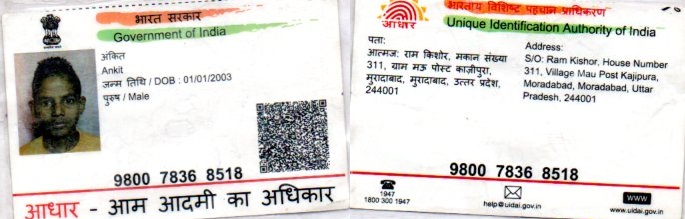 भारत सरकार
Government of India
अंकित
Ankit
जन्म तिथि / DOB : 01/01/2003
पुरुष / Male
9800 7836 8518
आधार - आम आदमी का अधिकार
भारतीय विशिष्ट पहचान प्राधिकरण
Unique Identification Authority of India
आधार
पता:
आत्मज: राम किशोर, मकान संख्या
311, ग्राम मऊ पोस्ट काज़ीपुरा,
मुरादाबाद, मुरादाबाद, उत्तर प्रदेश,
244001
Address:
S/O: Ram Kishor, House Number
311, Village Mau Post Kajipura,
Moradabad, Moradabad, Uttar
Pradesh, 244001
9800 7836 8518
1947
1800 300 1947
help@uidai.gov.in
WWW
www.uidai.gov.in